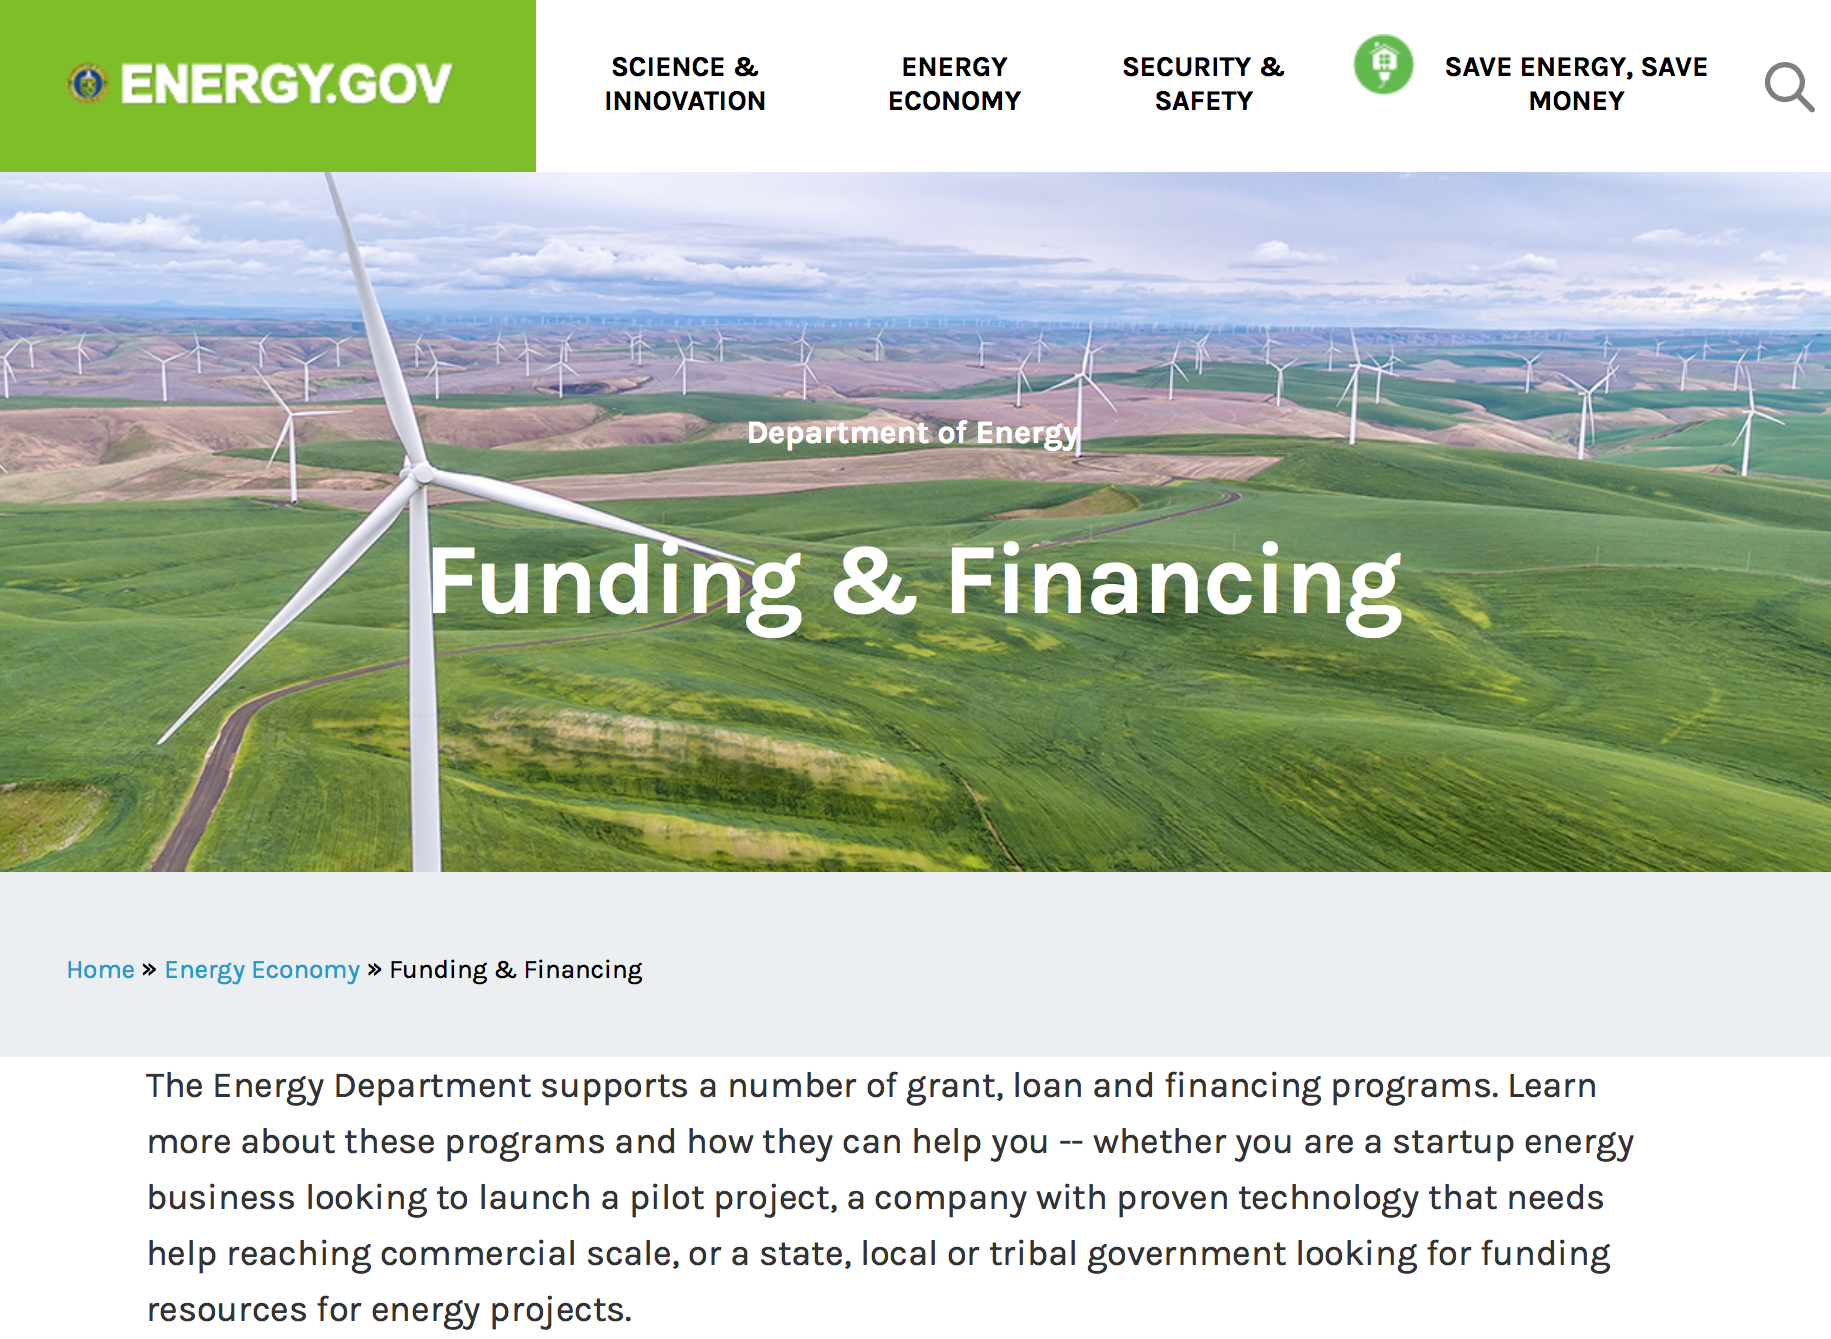 ENERGY.GOV
SCIENCE &
INNOVATION
ENERGY
ECONOMY
SECURITY &
SAFETY
SAVE ENERGY, SAVE
MONEY
Department of Energy
Funding & Financing
Home » Energy Economy » Funding & Financing
The Energy Department supports a number of grant, loan and financing programs. Learn
more about these programs and how they can help you -- whether you are a startup energy
business looking to launch a pilot project, a company with proven technology that needs
help reaching commercial scale, or a state, local or tribal government looking for funding
resources for energy projects.